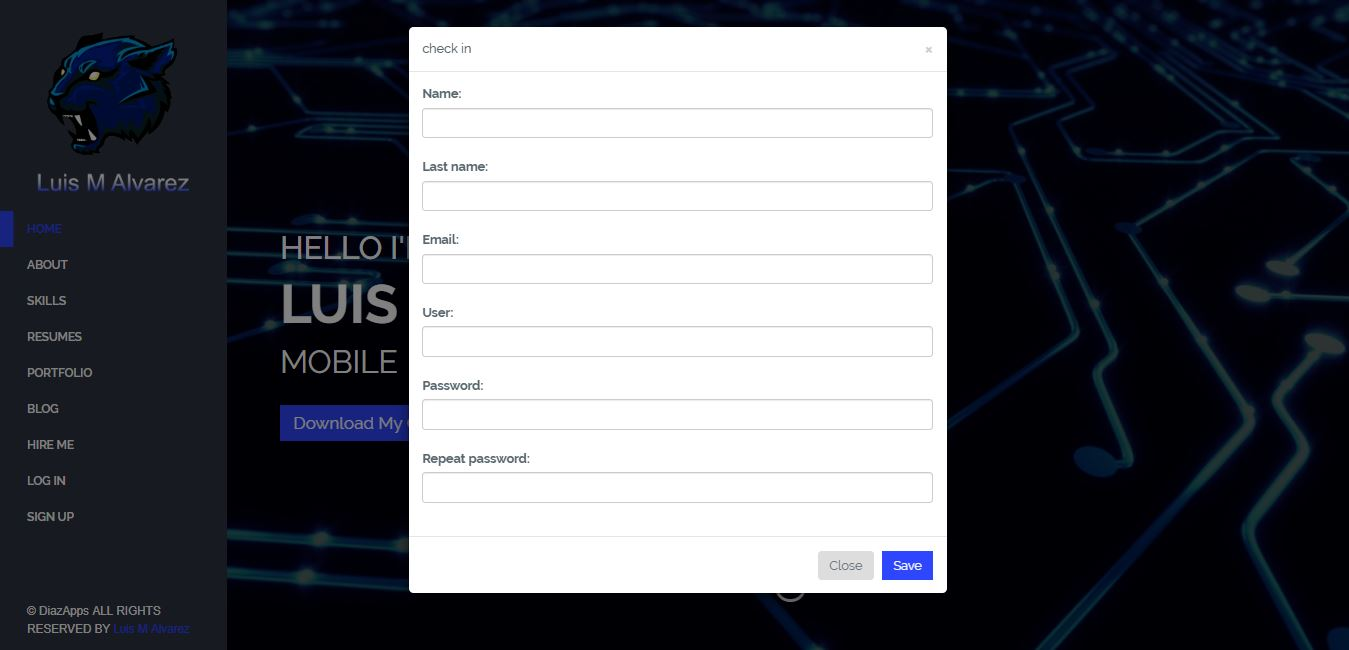 Luis M Alvarez
HOME
ABOUT
SKILLS
RESUMES
PORTFOLIO
BLOG
HIRE ME
LOG IN
SIGN UP
© DiazApps ALL RIGHTS
RESERVED BY Luis M Alvarez
HELLO I'
LUIS
MOBILE
Download My
check in
×
Name:
Last name:
Email:
User:
Password:
Repeat password:
Close
Save